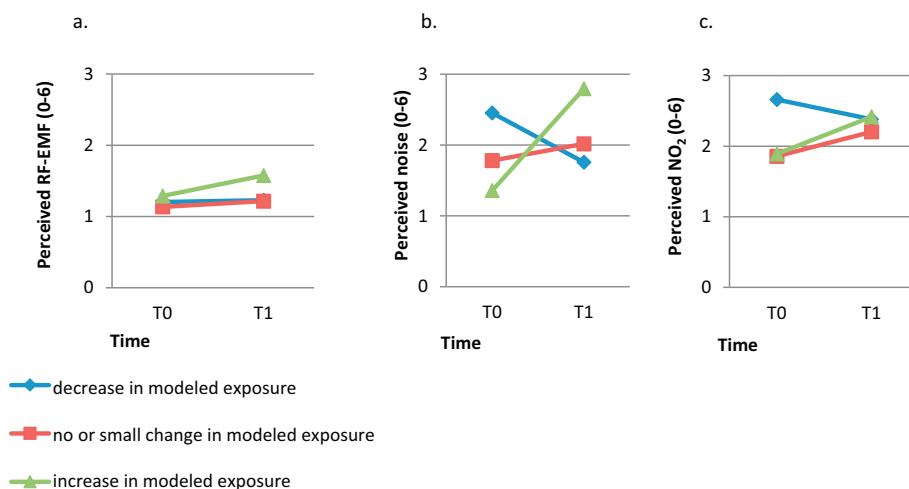 a.
Perceived RF-EMF (0-6)
3
2
1
0
T0
T1
Time
b.
Perceived noise (0-6)
3
2
1
0
T0
T1
Time
c.
Perceived NO₂ (0-6)
3
2
1
0
T0
T1
Time
decrease in modeled exposure
no or small change in modeled exposure
increase in modeled exposure